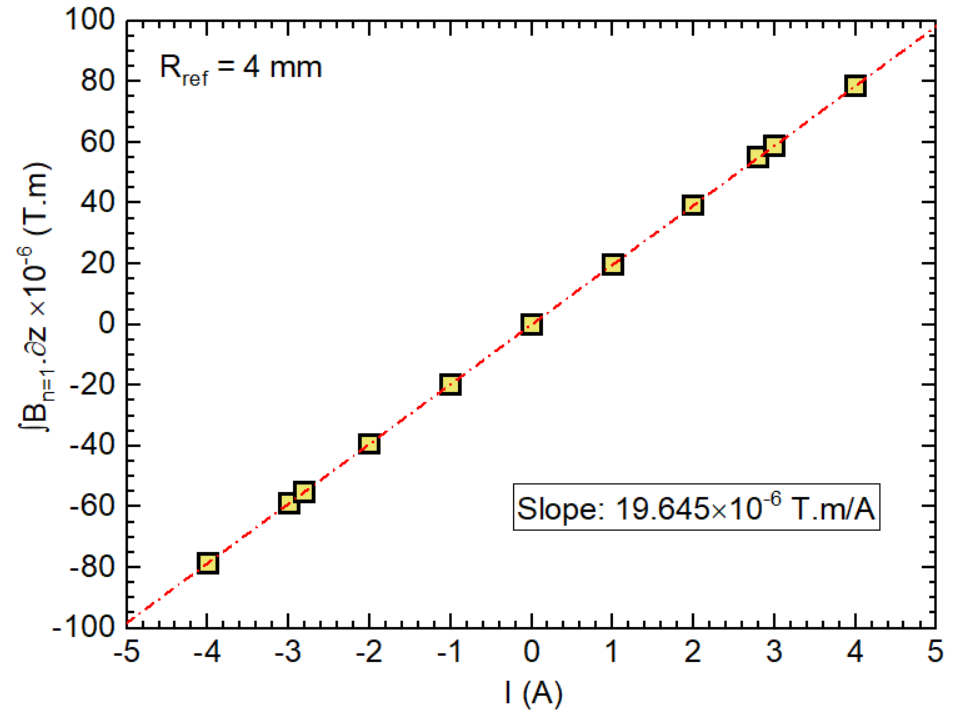 100
R_ref = 4 mm
80
60
40
20
0
-20
-40
-60
-80
-100
∫B_n=1.∂z ×10^-6 (T.m)
Slope: 19.645×10^-6 T.m/A
-5 -4 -3 -2 -1 0 1 2 3 4 5
I (A)